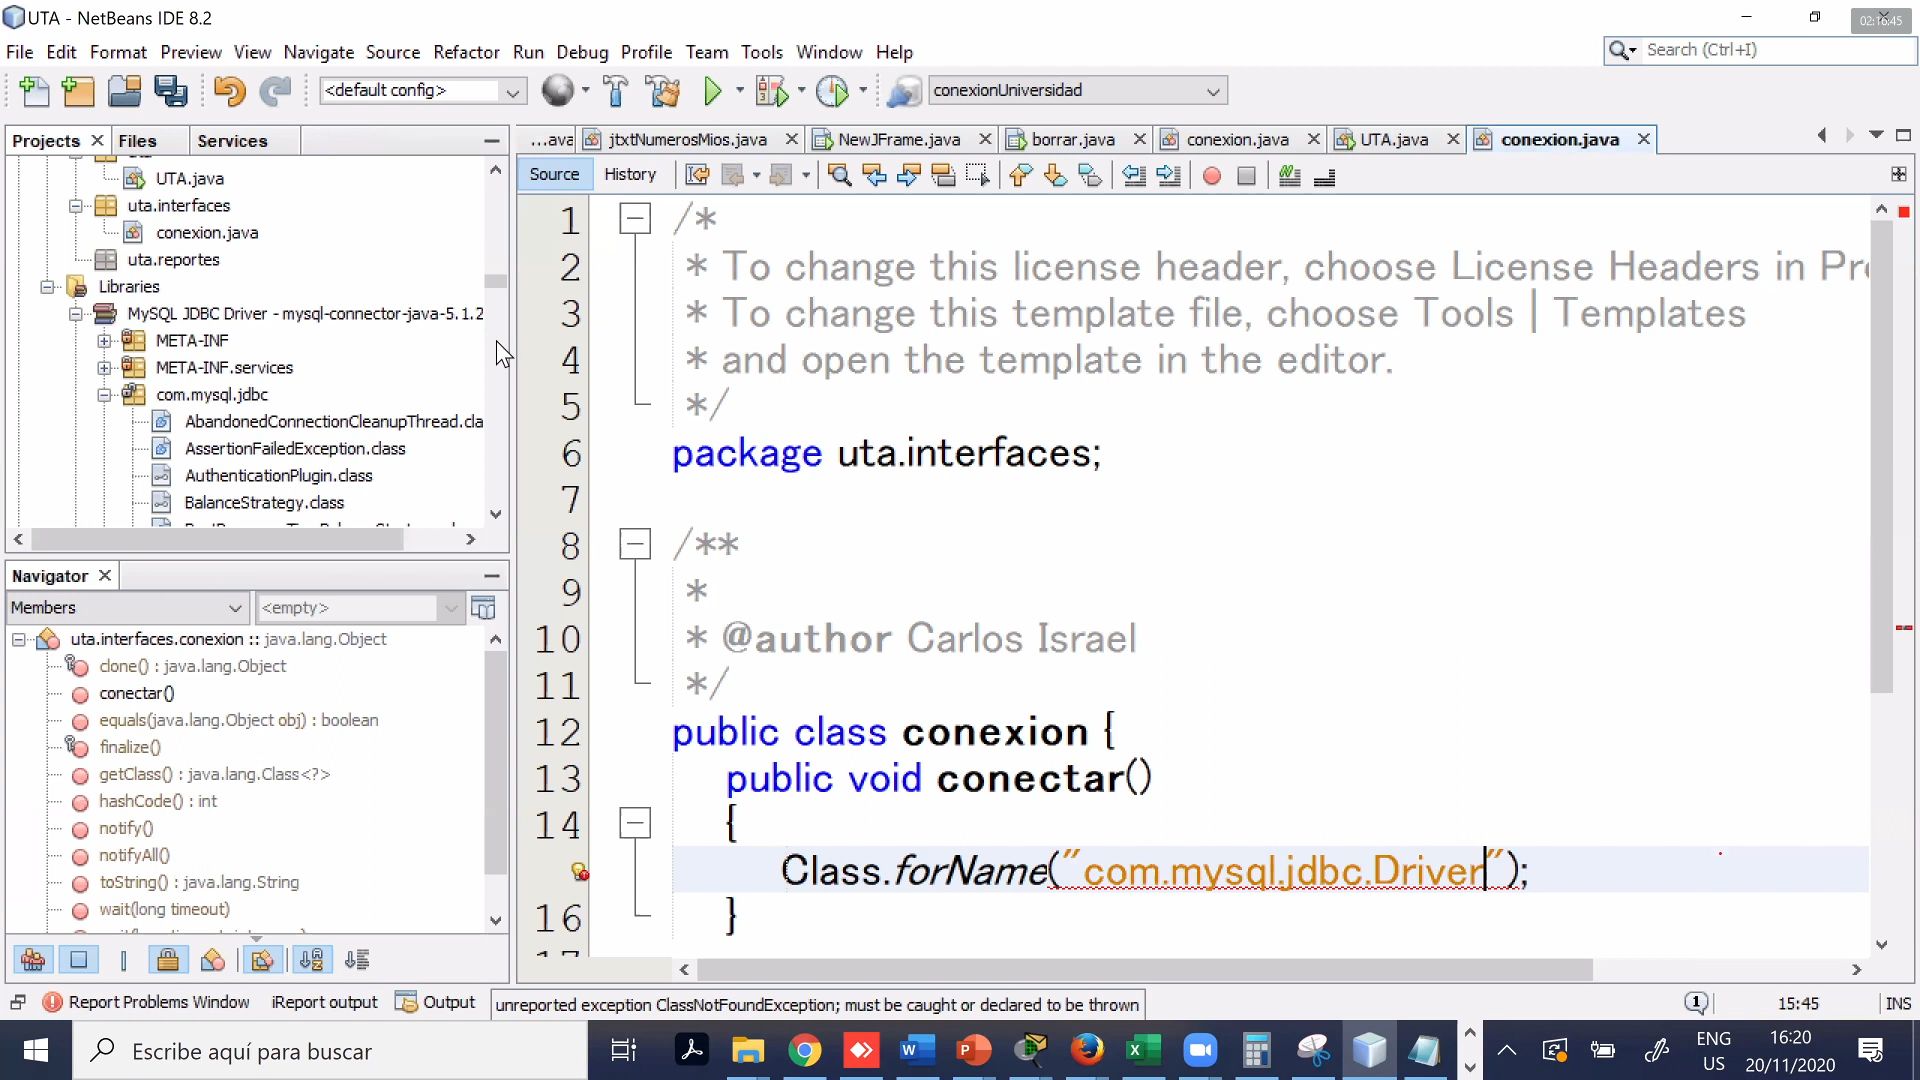 UTA - NetBeans IDE 8.2
02:16:45
File Edit Format Preview View Navigate Source Refactor Run Debug Profile Team Tools Window Help
Search (Ctrl+I)
<default config>
conexionUniversidad
Projects
Files
Services
...ava
jtxtNumerosMios.java
NewJFrame.java
borrar.java
conexion.java
UTA.java
conexion.java
Source
History
UTA.java
uta.interfaces
conexion.java
uta.reportes
Libraries
MySQL JDBC Driver - mysql-connector-java-5.1.2
META-INF
META-INF.services
com.mysql.jdbc
AbandonedConnectionCleanupThread.cla
AssertionFailedException.class
AuthenticationPlugin.class
BalanceStrategy.class
Navigator
Members
<empty>
uta.interfaces.conexion :: java.lang.Object
clone() : java.lang.Object
conectar()
equals(java.lang.Object obj) : boolean
finalize()
getClass() : java.lang.Class<?>
hashCode() : int
notify()
notifyAll()
toString() : java.lang.String
wait(long timeout)
1 /*
2 * To change this license header, choose License Headers in Pr
3 * To change this template file, choose Tools | Templates
4 * and open the template in the editor.
5 */
6 package uta.interfaces;
7
8 /**
9 *
10 * @author Carlos Israel
11 */
12 public class conexion {
13 public void conectar()
14 {
Class.forName("com.mysql.jdbc.Driver");
16 }
Report Problems Window
iReport output
Output
unreported exception ClassNotFoundException; must be caught or declared to be thrown
1
15:45
INS
Escribe aquí para buscar
ENG
US
16:20
20/11/2020